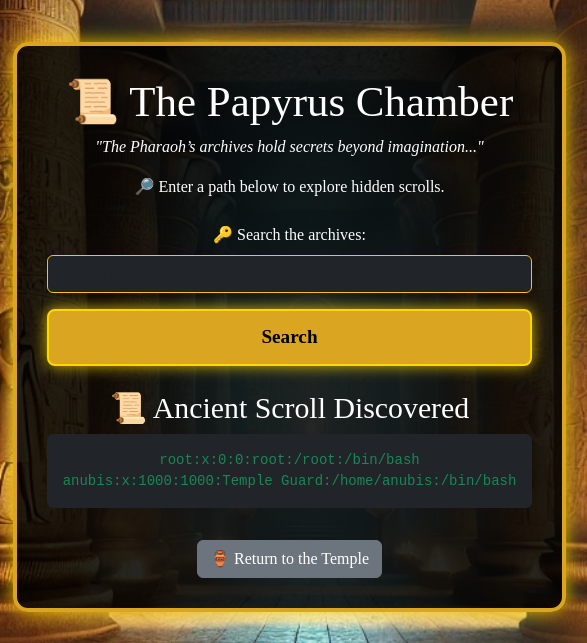 📜 The Papyrus Chamber
"The Pharaoh’s archives hold secrets beyond imagination..."
🔎 Enter a path below to explore hidden scrolls.
🔑 Search the archives:
Search
📜 Ancient Scroll Discovered
root:x:0:0:root:/root:/bin/bash
anubis:x:1000:1000:Temple Guard:/home/anubis:/bin/bash
🏺 Return to the Temple